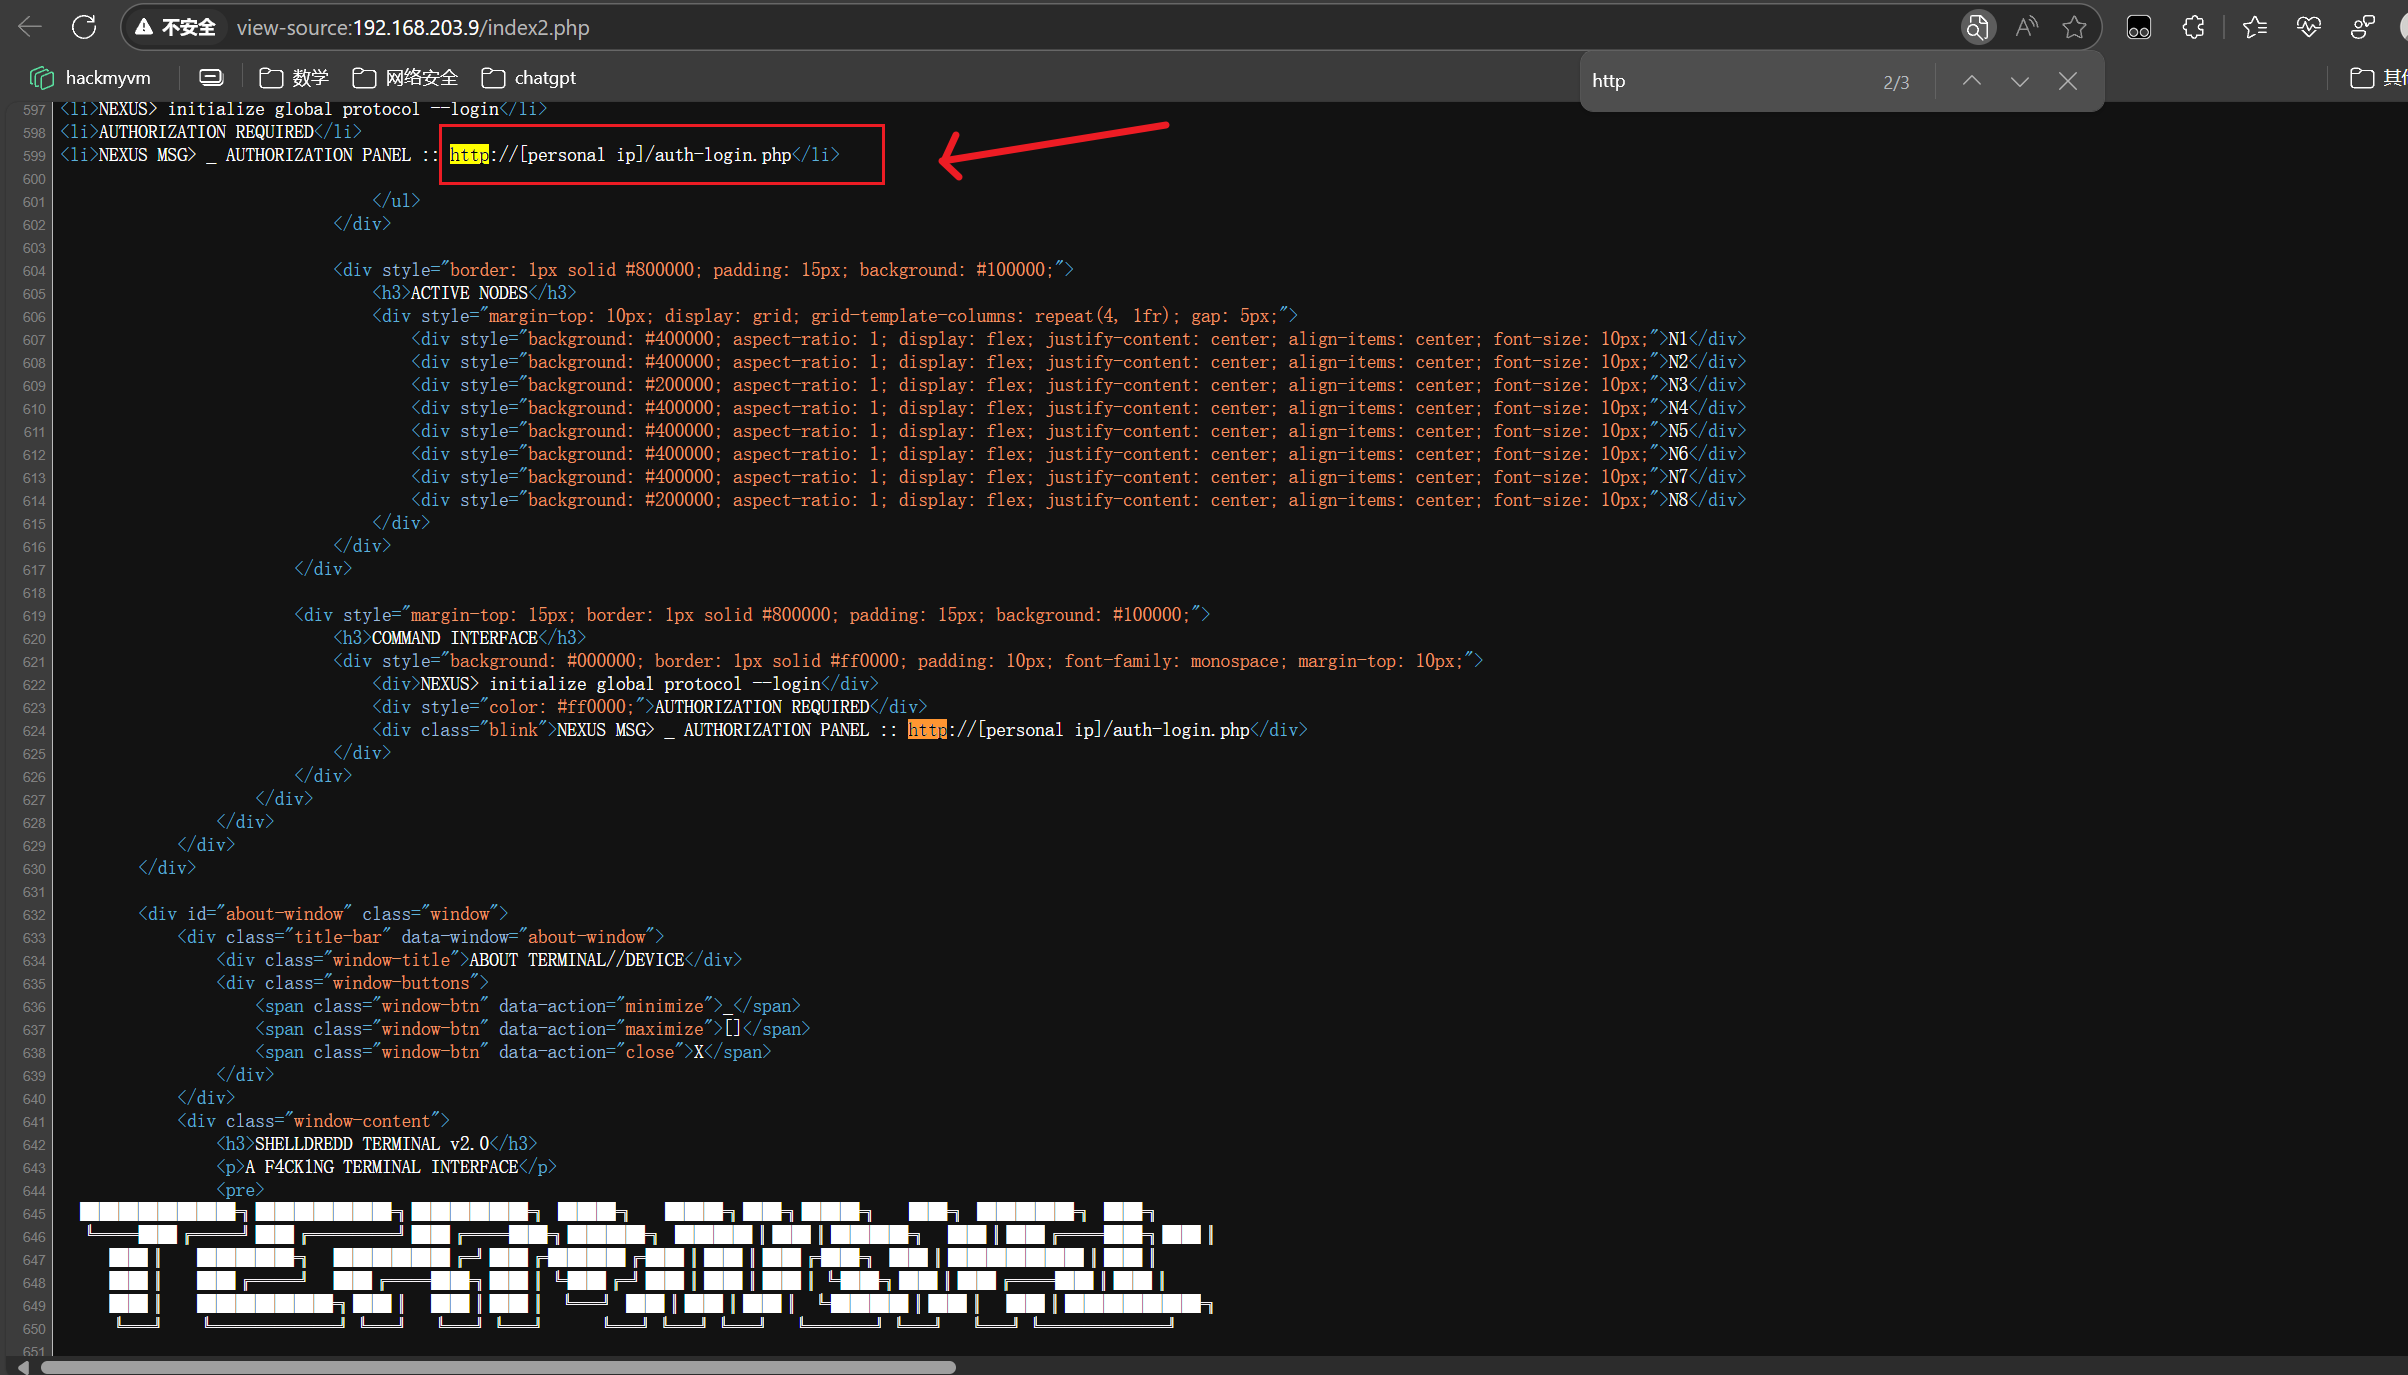 不安全 view-source:192.168.203.9/index2.php
hackmyvm 数学 网络安全 chatgpt
http 2/3
597 <li>NEXUS> initialize global protocol --login</li>
598 <li>AUTHORIZATION REQUIRED</li>
599 <li>NEXUS MSG> _ AUTHORIZATION PANEL :: http://[personal ip]/auth-login.php</li>
600
601 </ul>
602 </div>
603
604 <div style="border: 1px solid #800000; padding: 15px; background: #100000;">
605 <h3>ACTIVE NODES</h3>
606 <div style="margin-top: 10px; display: grid; grid-template-columns: repeat(4, 1fr); gap: 5px;">
607 <div style="background: #400000; aspect-ratio: 1; display: flex; justify-content: center; align-items: center; font-size: 10px;">N1</div>
608 <div style="background: #400000; aspect-ratio: 1; display: flex; justify-content: center; align-items: center; font-size: 10px;">N2</div>
609 <div style="background: #200000; aspect-ratio: 1; display: flex; justify-content: center; align-items: center; font-size: 10px;">N3</div>
610 <div style="background: #400000; aspect-ratio: 1; display: flex; justify-content: center; align-items: center; font-size: 10px;">N4</div>
611 <div style="background: #400000; aspect-ratio: 1; display: flex; justify-content: center; align-items: center; font-size: 10px;">N5</div>
612 <div style="background: #400000; aspect-ratio: 1; display: flex; justify-content: center; align-items: center; font-size: 10px;">N6</div>
613 <div style="background: #400000; aspect-ratio: 1; display: flex; justify-content: center; align-items: center; font-size: 10px;">N7</div>
614 <div style="background: #200000; aspect-ratio: 1; display: flex; justify-content: center; align-items: center; font-size: 10px;">N8</div>
615 </div>
616 </div>
617 </div>
618
619 <div style="margin-top: 15px; border: 1px solid #800000; padding: 15px; background: #100000;">
620 <h3>COMMAND INTERFACE</h3>
621 <div style="background: #000000; border: 1px solid #ff0000; padding: 10px; font-family: monospace; margin-top: 10px;">
622 <div>NEXUS> initialize global protocol --login</div>
623 <div style="color: #ff0000;">AUTHORIZATION REQUIRED</div>
624 <div class="blink">NEXUS MSG> _ AUTHORIZATION PANEL :: http://[personal ip]/auth-login.php</div>
625 </div>
626 </div>
627 </div>
628 </div>
629 </div>
630 </div>
631
632 <div id="about-window" class="window">
633 <div class="title-bar" data-window="about-window">
634 <div class="window-title">ABOUT TERMINAL//DEVICE</div>
635 <div class="window-buttons">
636 <span class="window-btn" data-action="minimize">_</span>
637 <span class="window-btn" data-action="maximize">[]</span>
638 <span class="window-btn" data-action="close">X</span>
639 </div>
640 </div>
641 <div class="window-content">
642 <h3>SHELLDREDD TERMINAL v2.0</h3>
643 <p>A F4CK1NG TERMINAL INTERFACE</p>
644 <pre>
645
646
647
648
649
650
651